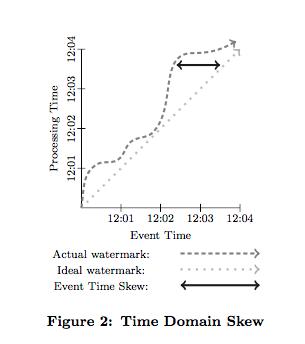 12:04
12:03
12:02
12:01
Processing Time
12:01 12:02 12:03 12:04
Event Time
Actual watermark:
Ideal watermark:
Event Time Skew:
Figure 2: Time Domain Skew